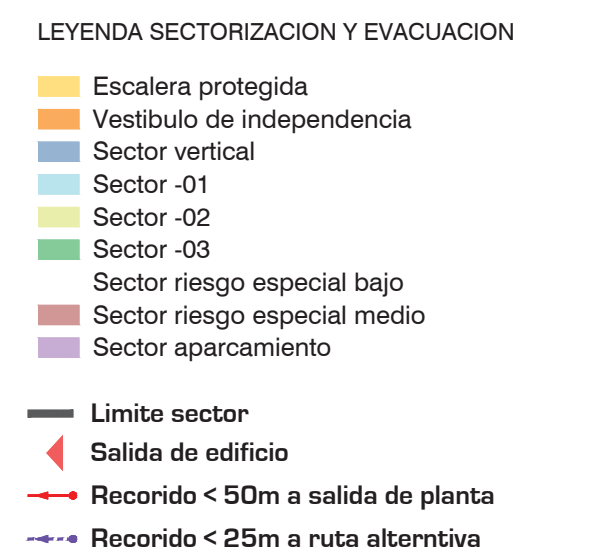 LEYENDA SECTORIZACION Y EVACUACION
Escalera protegida
Vestibulo de independencia
Sector vertical
Sector -01
Sector -02
Sector -03
Sector riesgo especial bajo
Sector riesgo especial medio
Sector aparcamiento
Limite sector
Salida de edificio
Recorido < 50m a salida de planta
Recorido < 25m a ruta alterntiva